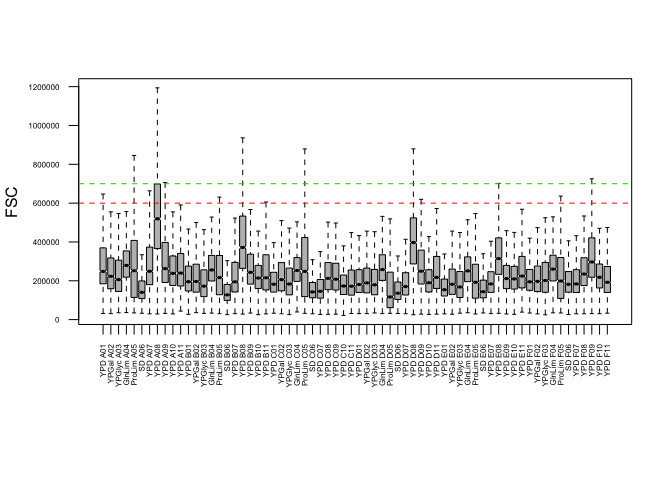 FSC
1200000
1000000
800000
600000
400000
200000
0
YPD A01
YPGal A02
YPGlyc A03
GlnLim A04
ProLim A05
SD A06
YPD A07
YPD A08
YPD A09
YPD A10
YPD A11
YPD B01
YPGal B02
YPGlyc B03
GlnLim B04
ProLim B05
SD B06
YPD B07
YPD B08
YPD B09
YPD B10
YPD B11
YPD C01
YPGal C02
YPGlyc C03
GlnLim C04
ProLim C05
SD C06
YPD C07
YPD C08
YPD C09
YPD C10
YPD C11
YPD D01
YPGal D02
YPGlyc D03
GlnLim D04
ProLim D05
SD D06
YPD D07
YPD D08
YPD D09
YPD D10
YPD D11
YPD E01
YPGal E02
YPGlyc E03
GlnLim E04
ProLim E05
SD E06
YPD E07
YPD E08
YPD E09
YPD E10
YPD E11
YPD F01
YPGal F02
YPGlyc F03
GlnLim F04
ProLim F05
SD F06
YPD F07
YPD F08
YPD F09
YPD F10
YPD F11